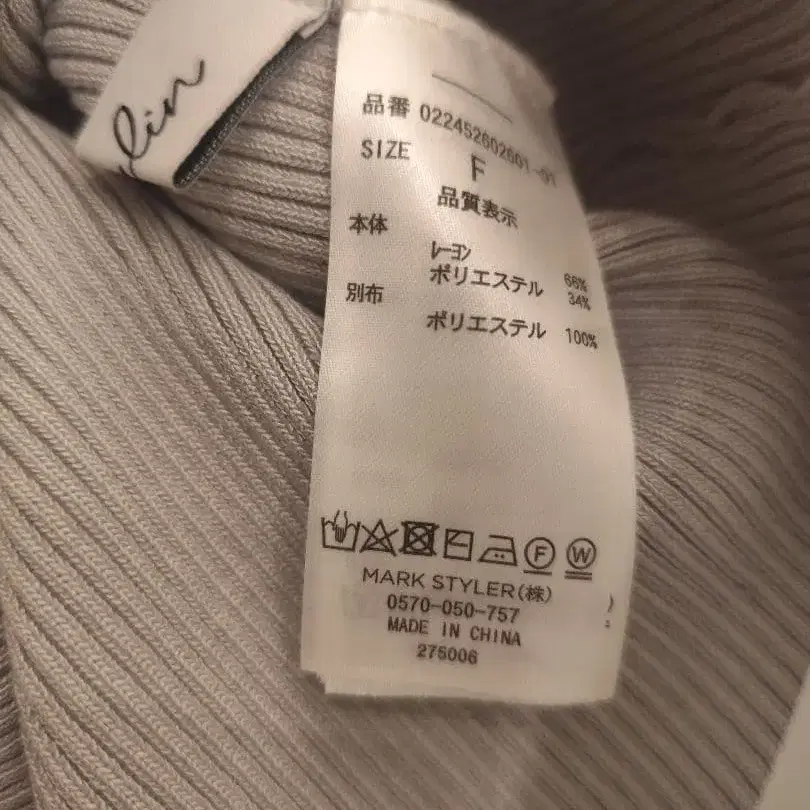 lin
品番 022452602601-01
SIZE F
品質表示
本体
レーヨン 66%
ポリエステル 34%
別布
ポリエステル 100%
F W
MARK STYLER(株)
0570-050-757
MADE IN CHINA
275006